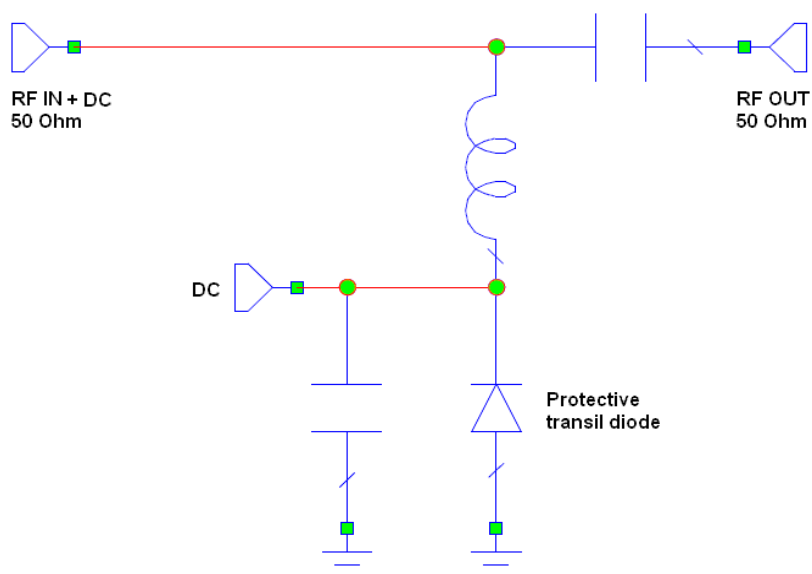 RF IN + DC
50 Ohm
RF OUT
50 Ohm
DC
Protective
transil diode